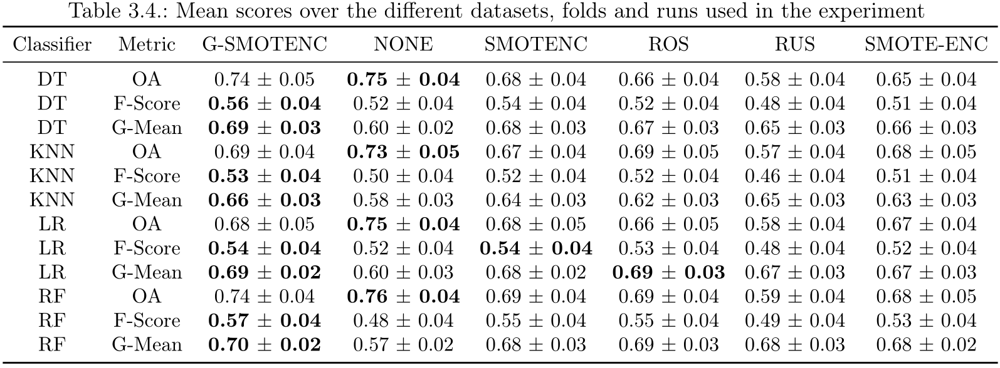 Table 3.4.: Mean scores over the different datasets, folds and runs used in the experiment
Classifier Metric G-SMOTENC NONE SMOTENC ROS RUS SMOTE-ENC
DT OA 0.74 ± 0.05 0.75 ± 0.04 0.68 ± 0.04 0.66 ± 0.04 0.58 ± 0.04 0.65 ± 0.04
DT F-Score 0.56 ± 0.04 0.52 ± 0.04 0.54 ± 0.04 0.52 ± 0.04 0.48 ± 0.04 0.51 ± 0.04
DT G-Mean 0.69 ± 0.03 0.60 ± 0.02 0.68 ± 0.03 0.67 ± 0.03 0.65 ± 0.03 0.66 ± 0.03
KNN OA 0.69 ± 0.04 0.73 ± 0.05 0.67 ± 0.04 0.69 ± 0.05 0.57 ± 0.04 0.68 ± 0.05
KNN F-Score 0.53 ± 0.04 0.50 ± 0.04 0.52 ± 0.04 0.52 ± 0.04 0.46 ± 0.04 0.51 ± 0.04
KNN G-Mean 0.66 ± 0.03 0.58 ± 0.03 0.64 ± 0.03 0.62 ± 0.03 0.65 ± 0.03 0.63 ± 0.03
LR OA 0.68 ± 0.05 0.75 ± 0.04 0.68 ± 0.05 0.66 ± 0.05 0.58 ± 0.04 0.67 ± 0.04
LR F-Score 0.54 ± 0.04 0.52 ± 0.04 0.54 ± 0.04 0.53 ± 0.04 0.48 ± 0.04 0.52 ± 0.04
LR G-Mean 0.69 ± 0.02 0.60 ± 0.03 0.68 ± 0.02 0.69 ± 0.03 0.67 ± 0.03 0.67 ± 0.03
RF OA 0.74 ± 0.04 0.76 ± 0.04 0.69 ± 0.04 0.69 ± 0.04 0.59 ± 0.04 0.68 ± 0.05
RF F-Score 0.57 ± 0.04 0.48 ± 0.04 0.55 ± 0.04 0.55 ± 0.04 0.49 ± 0.04 0.53 ± 0.04
RF G-Mean 0.70 ± 0.02 0.57 ± 0.02 0.68 ± 0.03 0.69 ± 0.03 0.68 ± 0.03 0.68 ± 0.02